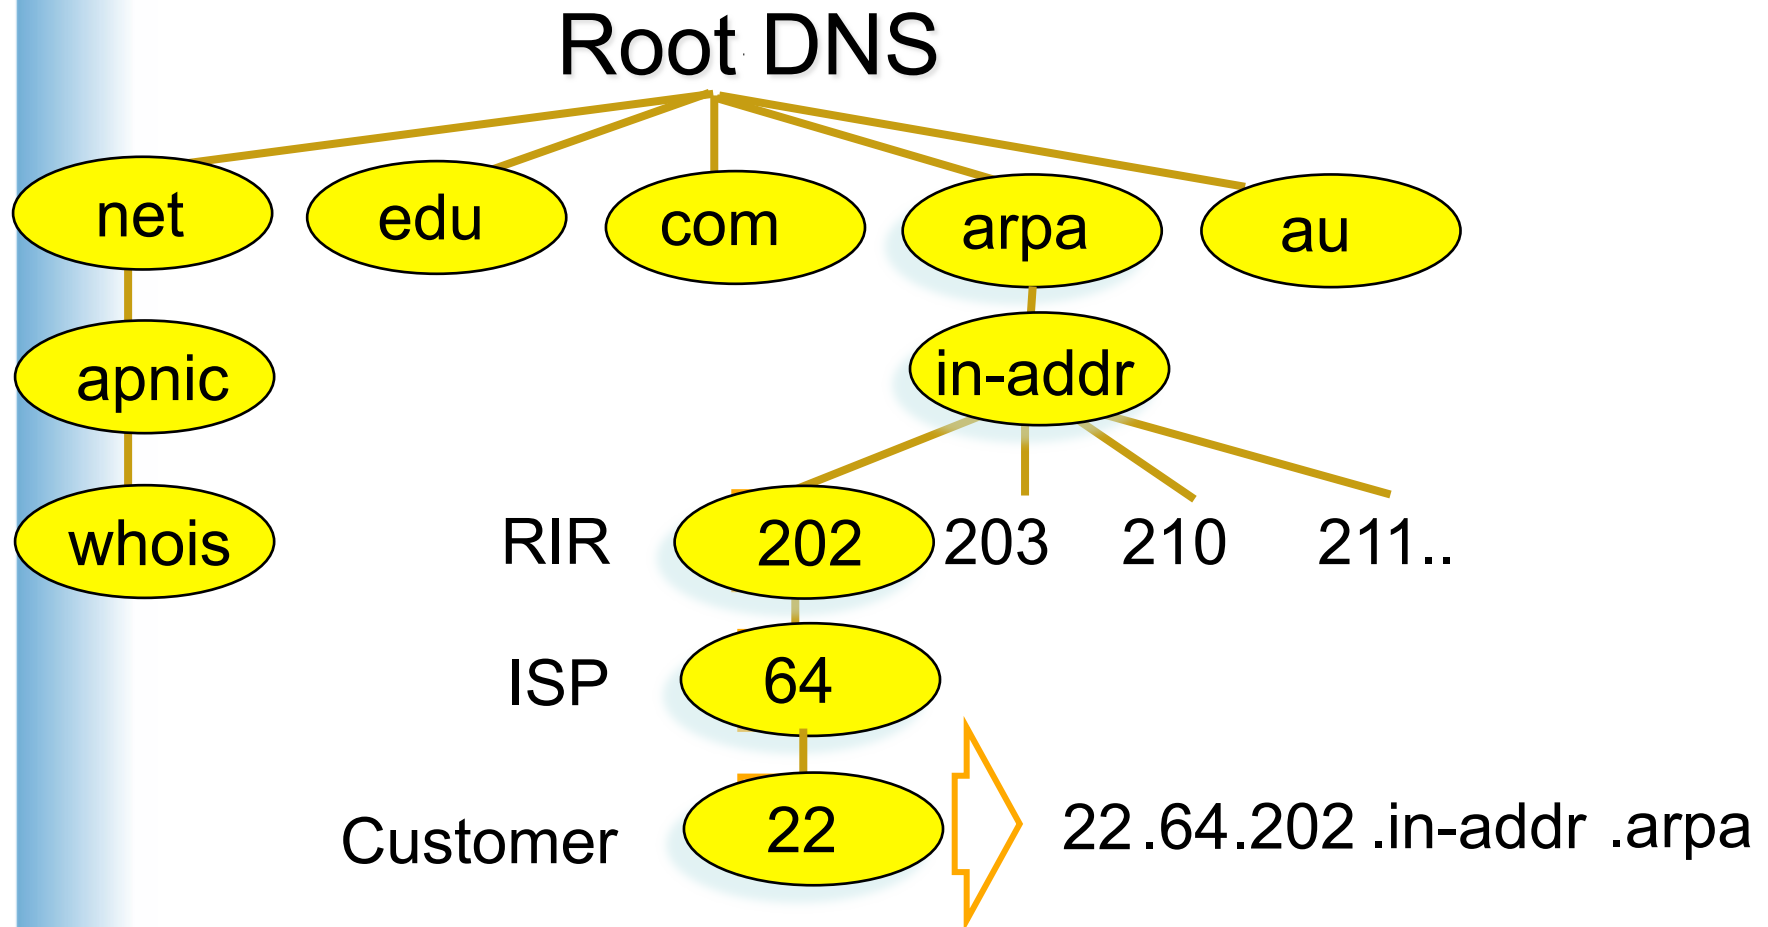 Root DNS
net edu com arpa au
apnic in-addr
whois RIR 202 203 210 211..
ISP 64
Customer 22 22.64.202 .in-addr .arpa